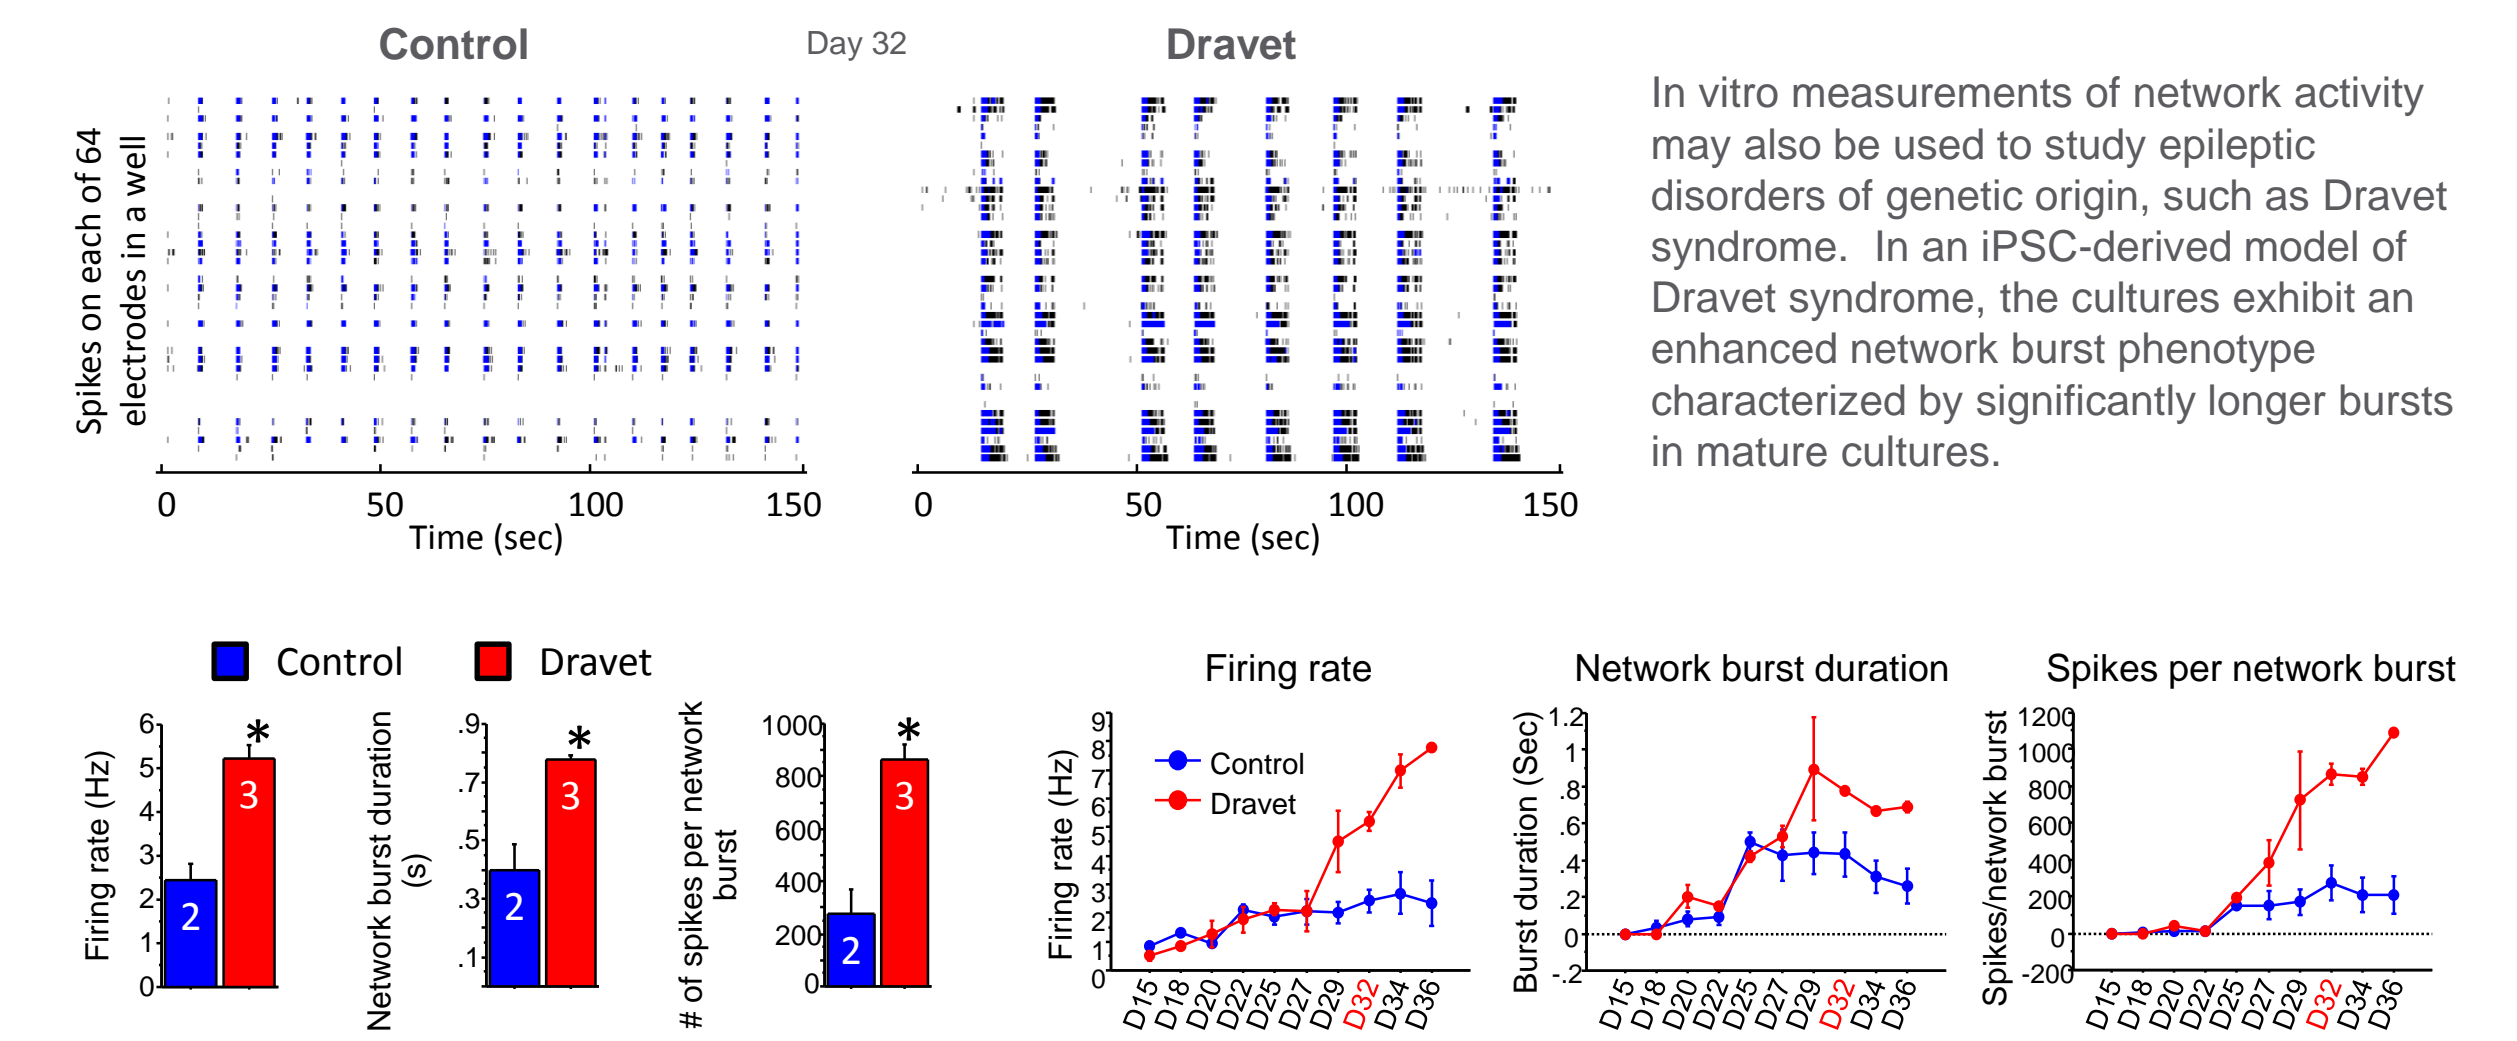 Control
Day 32
Dravet
Spikes on each of 64
electrodes in a well
0 50 100 150
Time (sec)
0 50 100 150
Time (sec)
In vitro measurements of network activity
may also be used to study epileptic
disorders of genetic origin, such as Dravet
syndrome.  In an iPSC-derived model of
Dravet syndrome, the cultures exhibit an
enhanced network burst phenotype
characterized by significantly longer bursts
in mature cultures.
Control
Dravet
Firing rate (Hz)
6
5
4
3
2
1
0
2
3
*
Network burst duration
(s)
.9
.7
.5
.3
.1
2
3
*
# of spikes per network
burst
1000
800
600
400
200
0
2
3
*
Firing rate
Firing rate (Hz)
9
8
7
6
5
4
3
2
1
0
Control
Dravet
D15 D18 D20 D22 D25 D27 D29 D32 D34 D36
Network burst duration
Burst duration (Sec)
1.2
1
.8
.6
.4
.2
0
-.2
D15 D18 D20 D22 D25 D27 D29 D32 D34 D36
Spikes per network burst
Spikes/network burst
1200
1000
800
600
400
200
0
-200
D15 D18 D20 D22 D25 D27 D29 D32 D34 D36